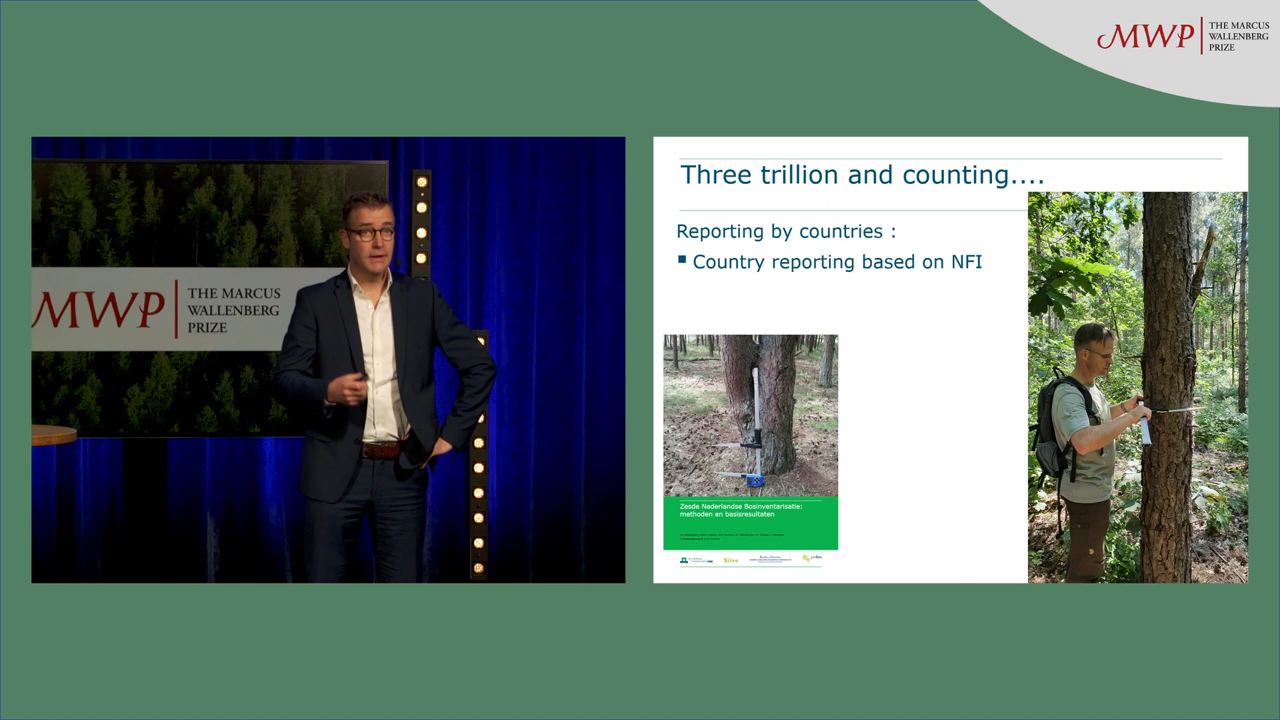 MWP
THE MARCUS
WALLENBERG
PRIZE
MWP
THE MARCUS
WALLENBERG
PRIZE
Three trillion and counting....
Reporting by countries :
Country reporting based on NFI
Zesde Nederlandse Bosinventarisatie:
methoden en basisresultaten